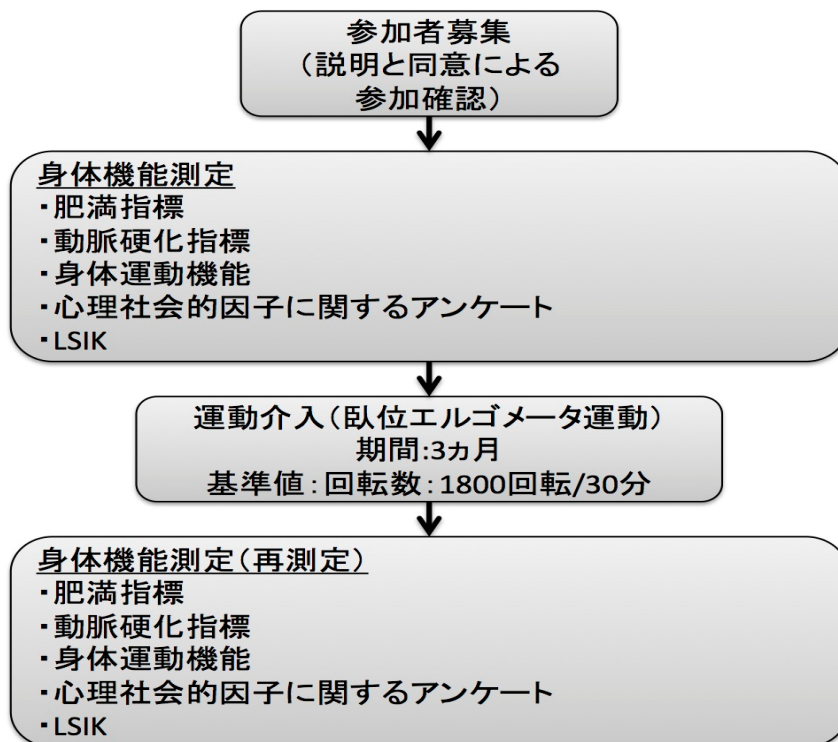 参加者募集
（説明と同意による
参加確認）
身体機能測定
・肥満指標
・動脈硬化指標
・身体運動機能
・心理社会的因子に関するアンケート
・LSIK
運動介入（臥位エルゴメータ運動）
期間:3ヵ月
基準値：回転数：1800回転/30分
身体機能測定（再測定）
・肥満指標
・動脈硬化指標
・身体運動機能
・心理社会的因子に関するアンケート
・LSIK